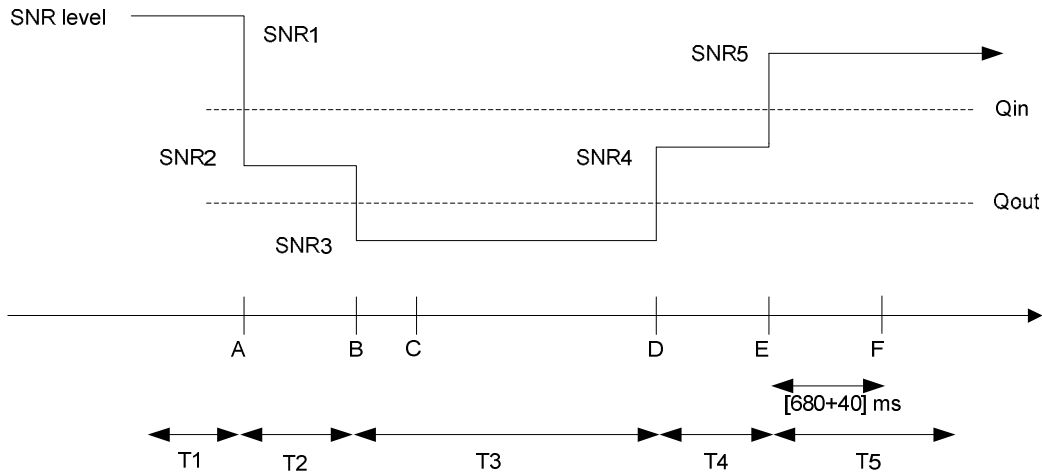 SNR level
SNR1
SNR5
Qin
SNR2
SNR4
Qout
SNR3
A B C D E F
[680+40] ms
T1 T2 T3 T4 T5